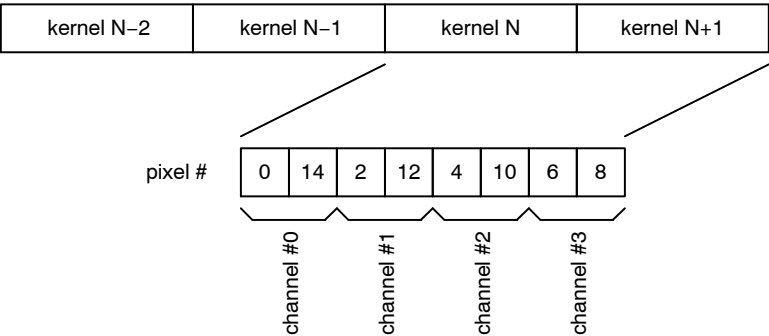 kernel N−2 kernel N−1 kernel N kernel N+1
pixel # 0 14 2 12 4 10 6 8
channel #0
channel #1
channel #2
channel #3